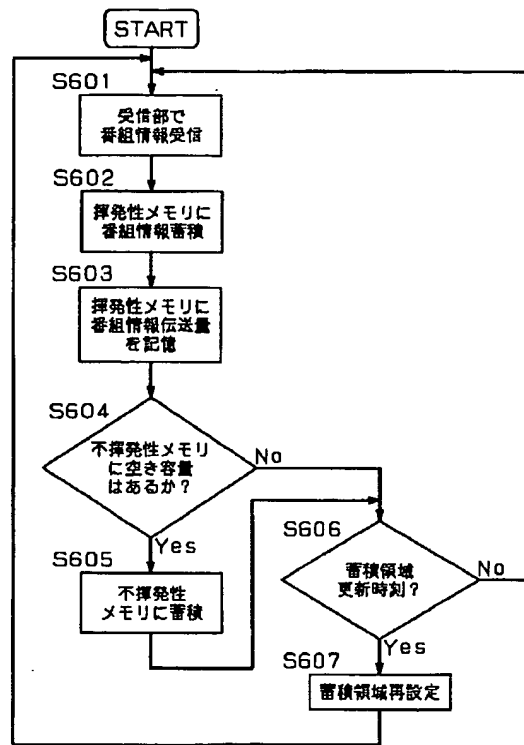 START
S601
受信部で
番組情報受信
S602
揮発性メモリに
番組情報蓄積
S603
揮発性メモリに
番組情報伝送量
を記憶
S604
不揮発性メモリ
に空き容量
はあるか？
No
Yes
S605
不揮発性
メモリに蓄積
S606
蓄積領域
更新時刻？
No
Yes
S607
蓄積領域再設定